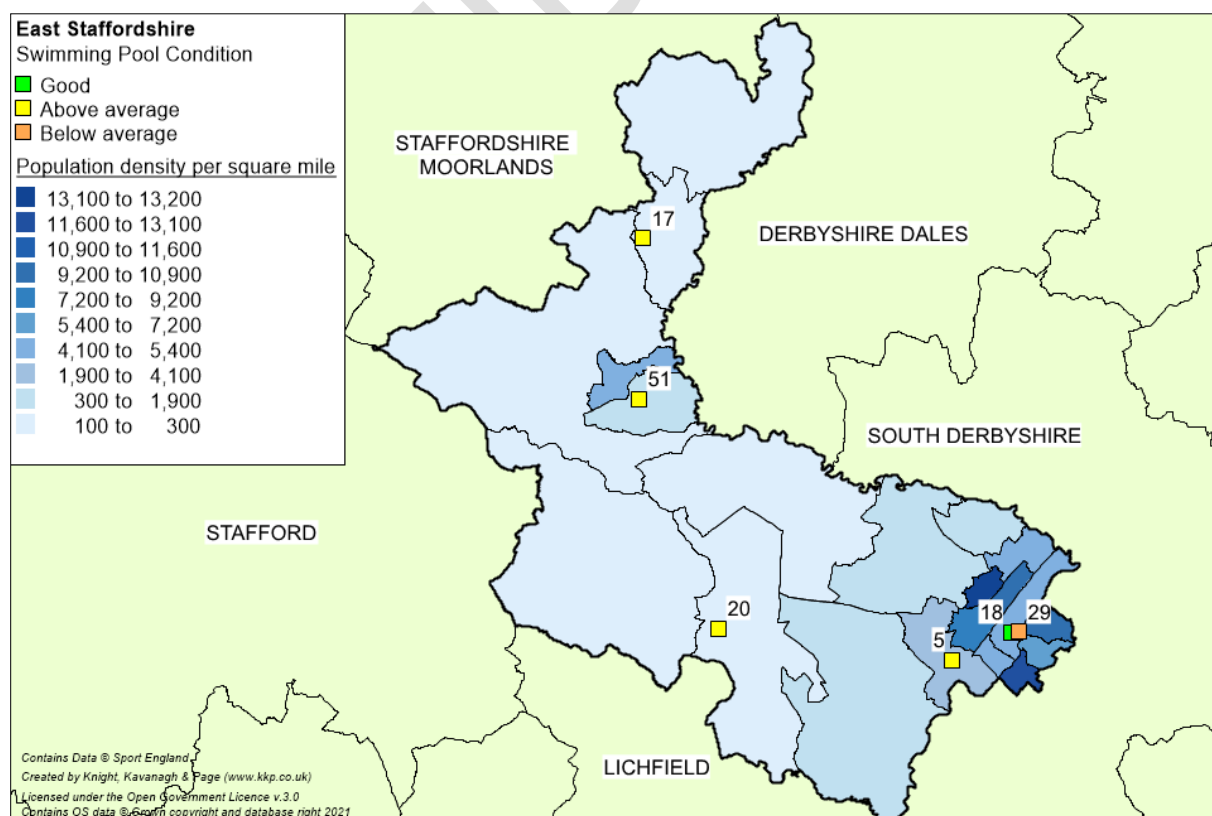 East Staffordshire
Swimming Pool Condition
Good
Above average
Below average
Population density per square mile
13,100 to 13,200
11,600 to 13,100
10,900 to 11,600
9,200 to 10,900
7,200 to 9,200
5,400 to 7,200
4,100 to 5,400
1,900 to 4,100
300 to 1,900
100 to 300
STAFFORDSHIRE
MOORLANDS
17
DERBYSHIRE DALES
51
SOUTH DERBYSHIRE
STAFFORD
20
18
29
5
LICHFIELD
Contains Data © Sport England
Created by Knight, Kavanagh & Page (www.kkp.co.uk)
Licensed under the Open Government Licence v.3.0
Contains OS data © Crown copyright and database right 2021